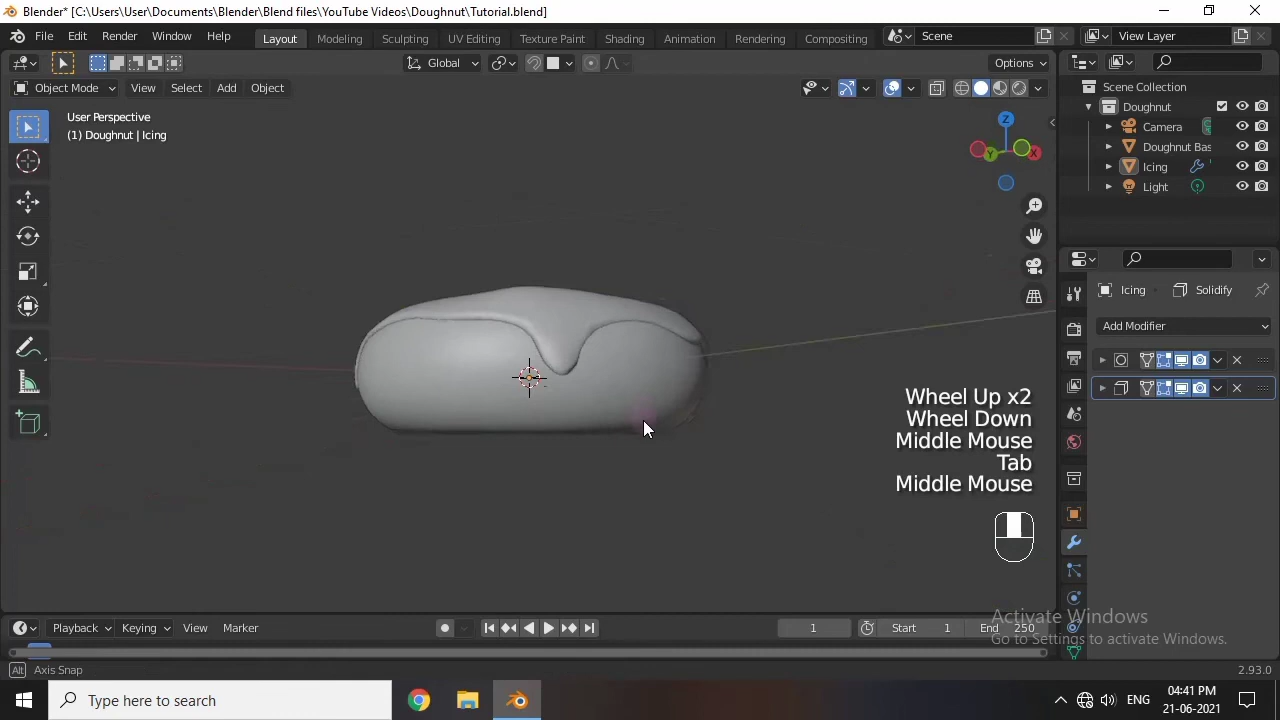 Blender* [C:\Users\User\Documents\Blender\Blend files\YouTube Videos\Doughnut\Tutorial.blend]
File Edit Render Window Help Layout Modeling Sculpting UV Editing Texture Paint Shading Animation Rendering Compositing Scene View Layer
Global Options
Object Mode View Select Add Object
Scene Collection
Doughnut
Camera
Doughnut Bas
Icing
Light
User Perspective
(1) Doughnut | Icing
Z
Y
X
Icing Solidify
Add Modifier
Wheel Up x2
Wheel Down
Middle Mouse
Tab
Middle Mouse
Activate Windows
Go to Settings to activate Windows.
Playback Keying View Marker 1 Start 1 End 250
Alt Axis Snap 2.93.0
Type here to search ENG 04:41 PM
21-06-2021